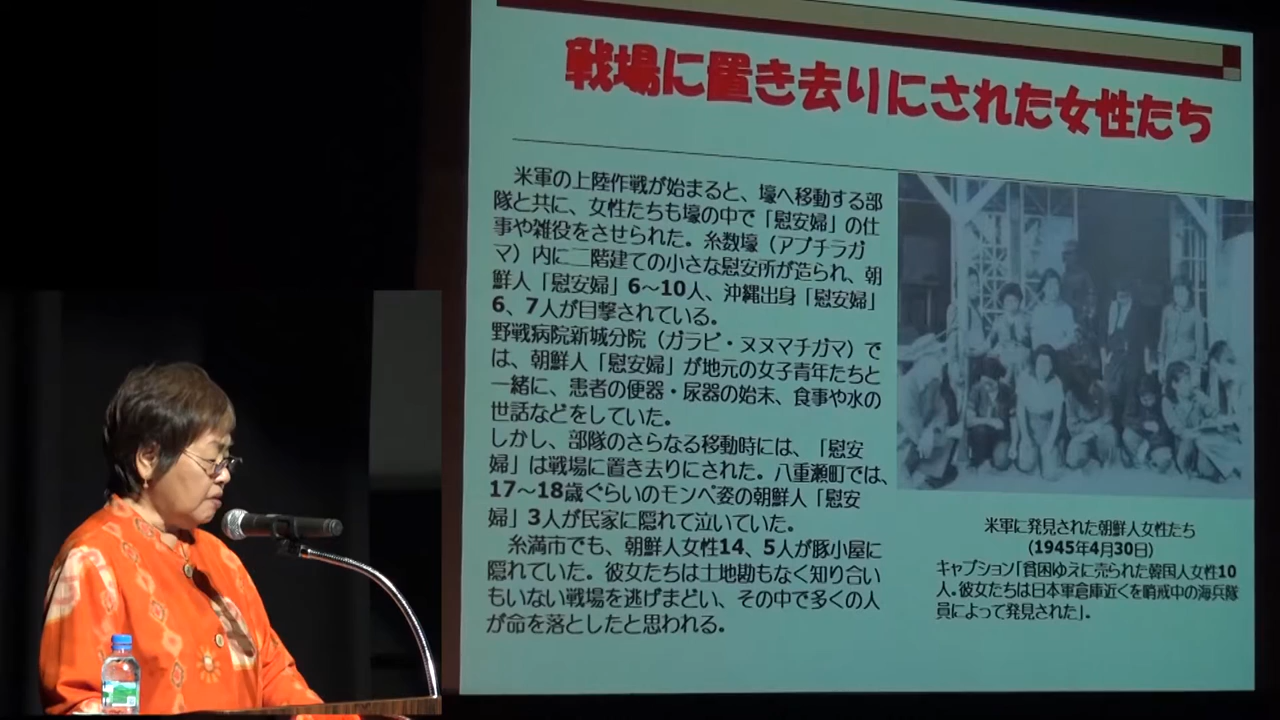 戦場に置き去りにされた女性たち
米軍の上陸作戦が始まると、壕へ移動する部
隊と共に、女性たちも壕の中で「慰安婦」の仕
事や雑役をさせられた。糸数壕（アブチラガ
マ）内に二階建ての小さな慰安所が造られ、朝
鮮人「慰安婦」6～10人、沖縄出身「慰安婦」
6、7人が目撃されている。
野戦病院新城分院（ガラビ・ヌヌマチガマ）で
は、朝鮮人「慰安婦」が地元の女子青年たちと
一緒に、患者の便器・尿器の始末、食事や水の
世話などをしていた。
しかし、部隊のさらなる移動時には、「慰安
婦」は戦場に置き去りにされた。八重瀬町では、
17～18歳ぐらいのモンペ姿の朝鮮人「慰安
婦」3人が民家に隠れて泣いていた。
糸満市でも、朝鮮人女性14、5人が豚小屋に
隠れていた。彼女たちは土地勘もなく知り合い
もいない戦場を逃げまどい、その中で多くの人
が命を落としたと思われる。
米軍に発見された朝鮮人女性たち
（1945年4月30日）
キャプション「貧困ゆえに売られた韓国人女性10
人。彼女たちは日本軍倉庫近くを哨戒中の海兵隊
員によって発見された」。